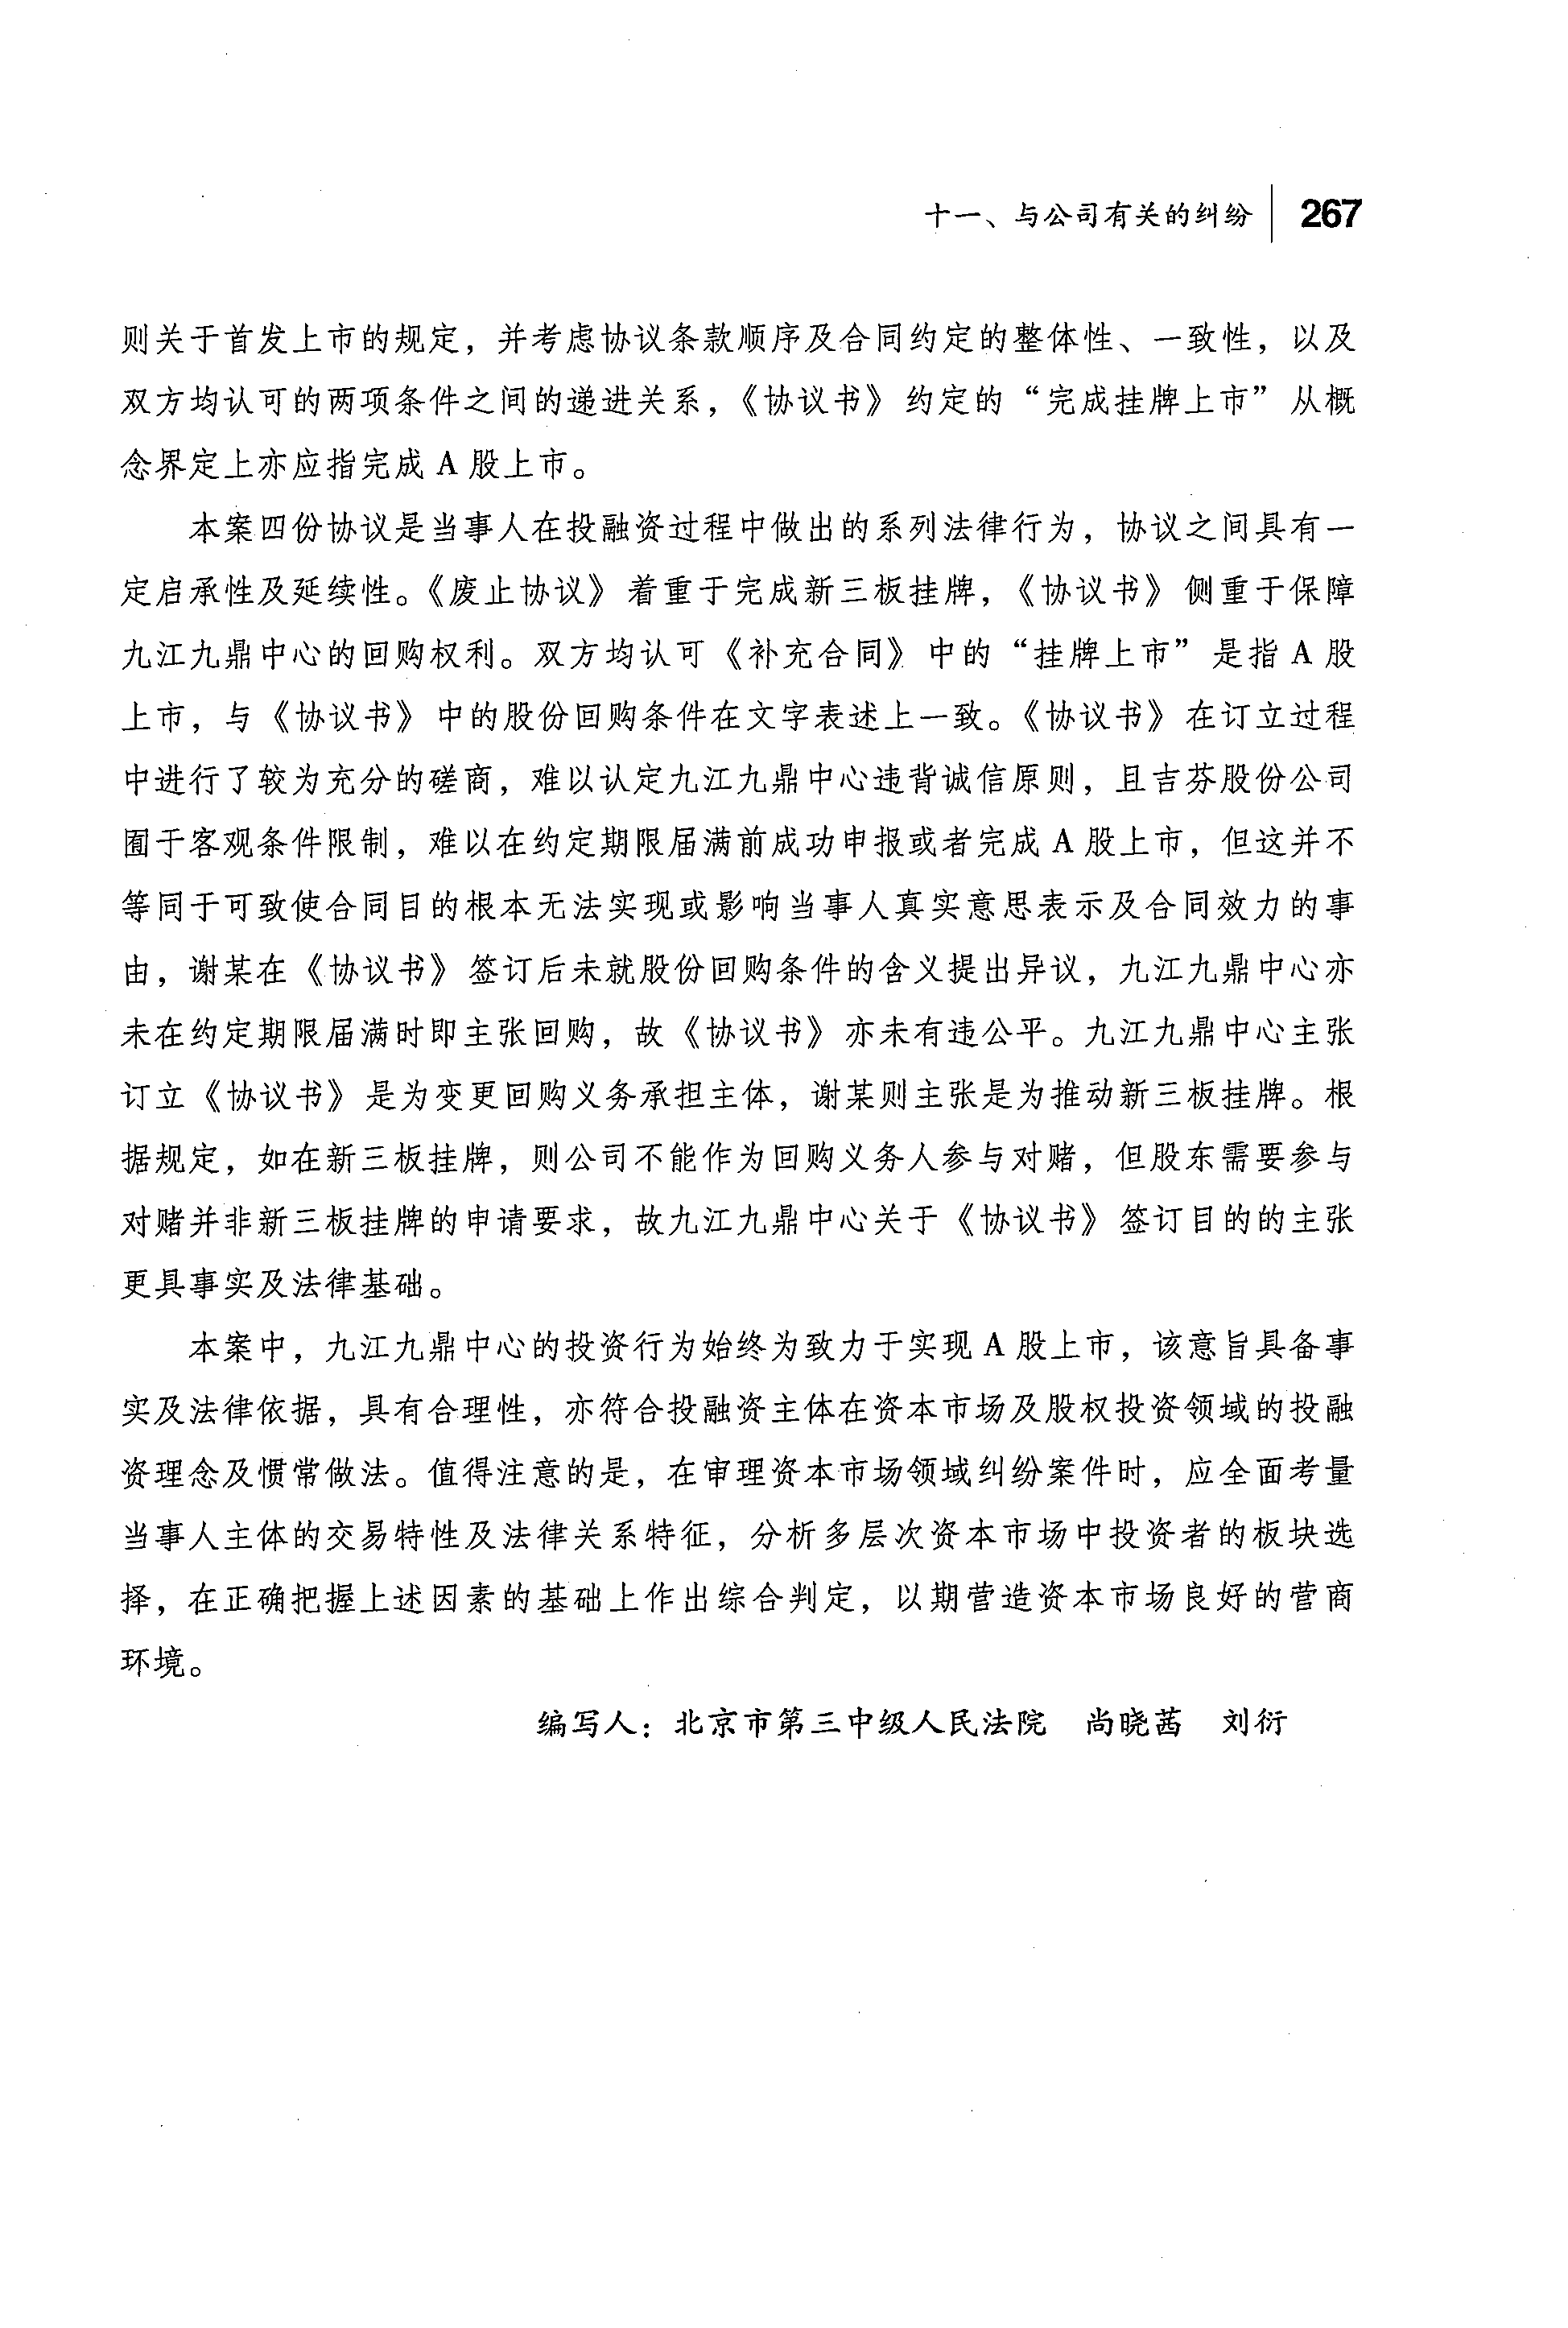 十一、与公司有关的纠纷 267
则关于首发上市的规定，并考虑协议条款顺序及合同约定的整体性、一致性，以及
双方均认可的两项条件之间的递进关系，《协议书》约定的“完成挂牌上市”从概
念界定上亦应指完成 A 股上市。
本案四份协议是当事人在投融资过程中做出的系列法律行为，协议之间具有一
定启承性及延续性。《废止协议》着重于完成新三板挂牌，《协议书》侧重于保障
九江九鼎中心的回购权利。双方均认可《补充合同》中的“挂牌上市”是指 A 股
上市，与《协议书》中的股份回购条件在文字表述上一致。《协议书》在订立过程
中进行了较为充分的磋商，难以认定九江九鼎中心违背诚信原则，且吉芬股份公司
囿于客观条件限制，难以在约定期限届满前成功申报或者完成 A 股上市，但这并不
等同于可致使合同目的根本无法实现或影响当事人真实意思表示及合同效力的事
由，谢某在《协议书》签订后未就股份回购条件的含义提出异议，九江九鼎中心亦
未在约定期限届满时即主张回购，故《协议书》亦未有违公平。九江九鼎中心主张
订立《协议书》是为变更回购义务承担主体，谢某则主张是为推动新三板挂牌。根
据规定，如在新三板挂牌，则公司不能作为回购义务人参与对赌，但股东需要参与
对赌并非新三板挂牌的申请要求，故九江九鼎中心关于《协议书》签订目的的主张
更具事实及法律基础。
本案中，九江九鼎中心的投资行为始终为致力于实现 A 股上市，该意旨具备事
实及法律依据，具有合理性，亦符合投融资主体在资本市场及股权投资领域的投融
资理念及惯常做法。值得注意的是，在审理资本市场领域纠纷案件时，应全面考量
当事人主体的交易特性及法律关系特征，分析多层次资本市场中投资者的板块选
择，在正确把握上述因素的基础上作出综合判定，以期营造资本市场良好的营商
环境。
编写人：北京市第三中级人民法院 尚晓茜 刘衍